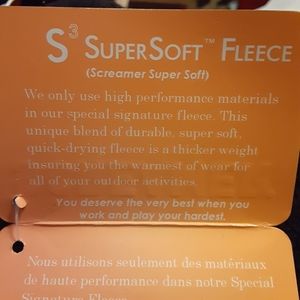 S³ SUPERSOFT™ FLEECE
(Screamer Super Soft)
We only use high performance materials
in our special signature fleece. This
unique blend of durable, super soft,
quick-drying fleece is a thicker weight
insuring you the warmiest of wear for
all of your outdoor activities.
You deserve the very best when you
work and play your hardest.
Nous utilisons seulement des matériaux
de haute performance dans notre Special
Signature Fleece